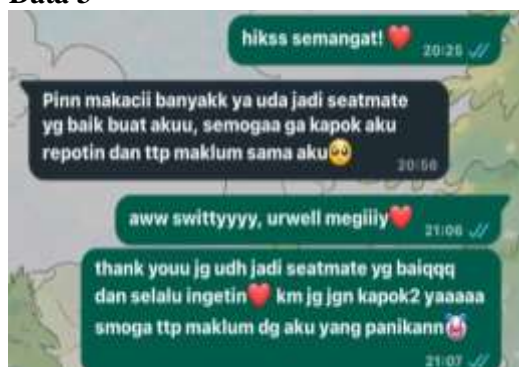 hikss semangat! ❤️
20:25
Pinn makacii banyakk ya uda jadi seatmate
yg baik buat akuu, semogaa ga kapok aku
repotin dan ttp maklum sama aku🥺
20:56
aww swittyyyy, urwell megiiiy❤️
21:06
thank youu jg udh jadi seatmate yg baiqqq
dan selalu ingetin❤️ km jg jgn kapok2 yaaaaa
smoga ttp maklum dg aku yang panikann
21:07